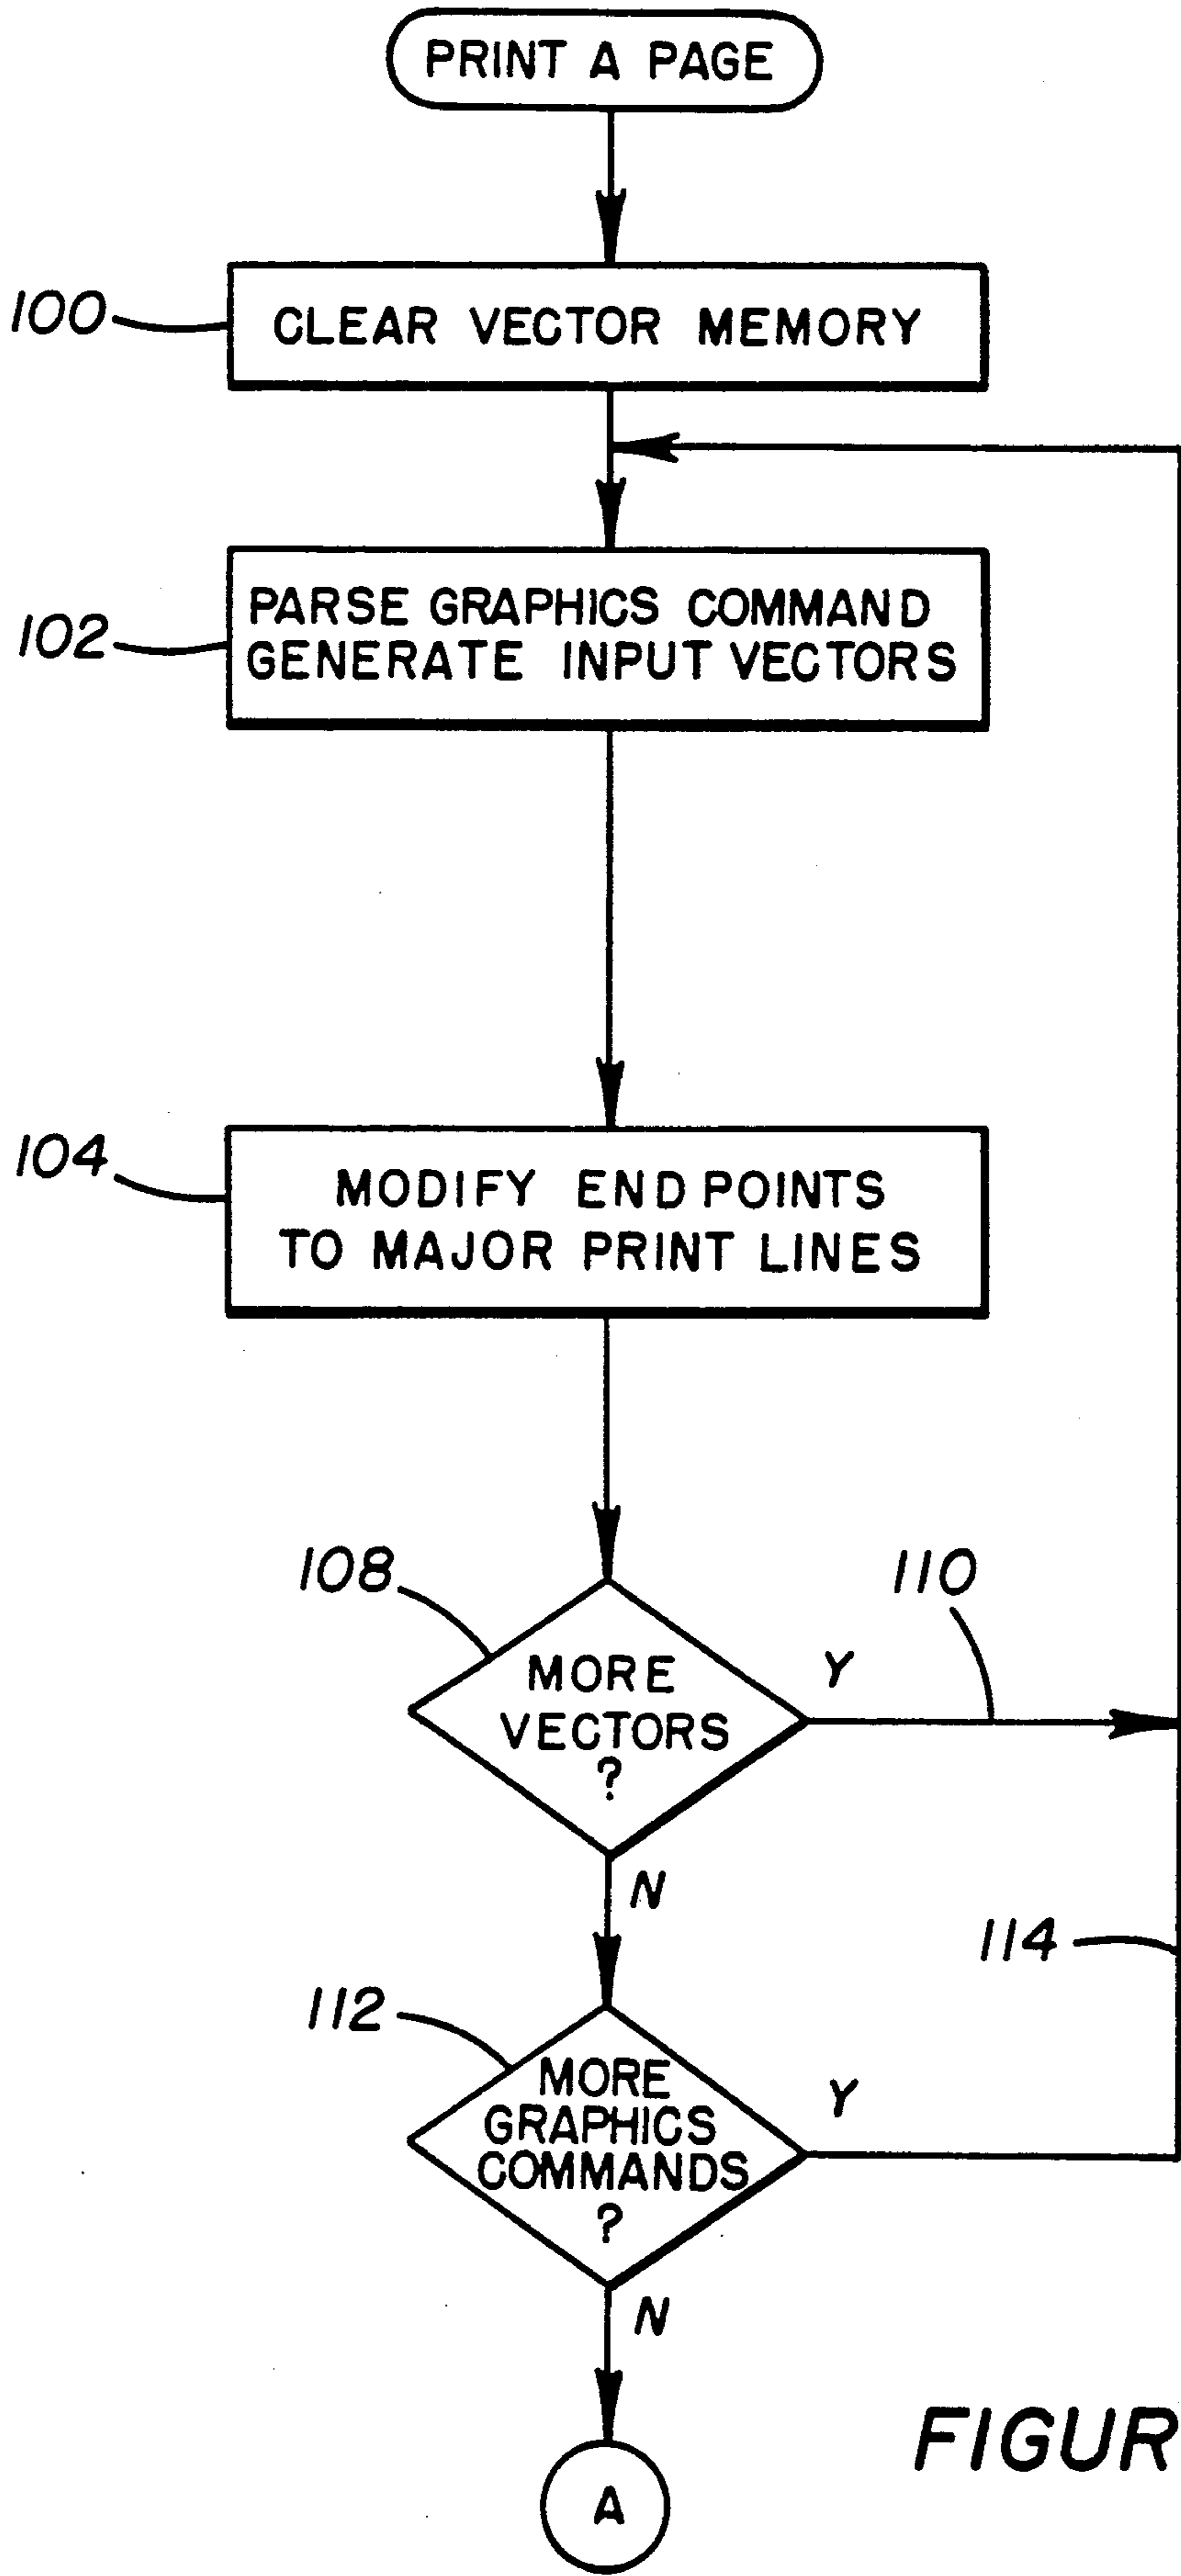 PRINT A PAGE
100
CLEAR VECTOR MEMORY
102
PARSE GRAPHICS COMMAND
GENERATE INPUT VECTORS
104
MODIFY END POINTS
TO MAJOR PRINT LINES
108
110
MORE
VECTORS
?
Y
N
114
112
MORE
GRAPHICS
COMMANDS
?
Y
N
FIGUR
A